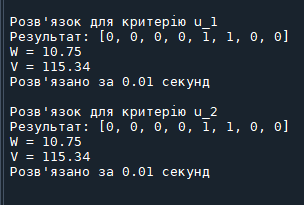 Розв'язок для критерію u_1
Результат: [0, 0, 0, 0, 1, 1, 0, 0]
W = 10.75
V = 115.34
Розв'язано за 0.01 секунд
Розв'язок для критерію u_2
Результат: [0, 0, 0, 0, 1, 1, 0, 0]
W = 10.75
V = 115.34
Розв'язано за 0.01 секунд